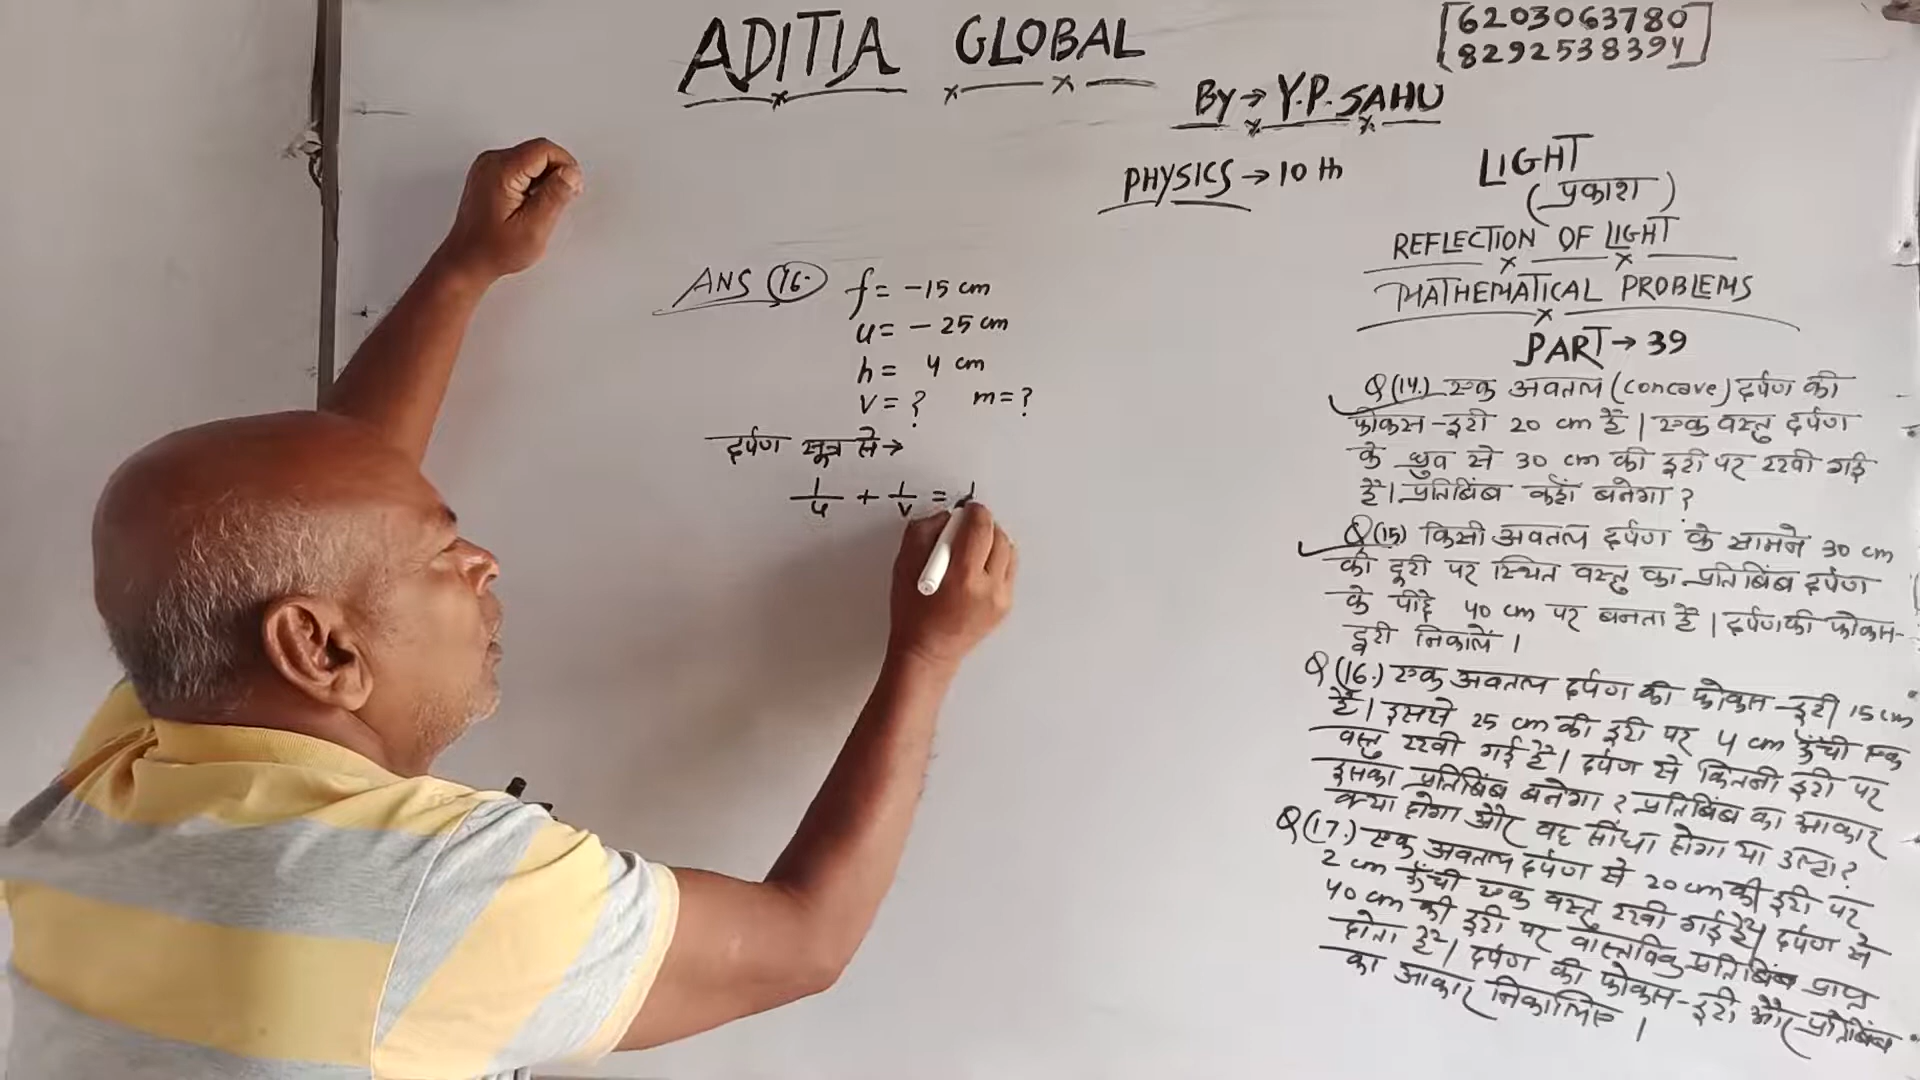 ADITIA GLOBAL
[6203063780
8292538394]
By → Y.P. SAHU
PHYSICS → 10 th
LIGHT
(प्रकाश)
REFLECTION OF LIGHT
MATHEMATICAL PROBLEMS
PART → 39
ANS (16.) f = -15 cm
u = - 25 cm
h = 4 cm
v = ? m = ?
दर्पण सूत्र से →
1/u + 1/v = 1
Q(14.) एक अवतल (concave) दर्पण की
फोकस-दूरी 20 cm है। एक वस्तु दर्पण
के ध्रुव से 30 cm की दूरी पर रखी गई
है। प्रतिबिंब कहाँ बनेगा ?
Q(15) किसी अवतल दर्पण के सामने 30 cm
की दूरी पर स्थित वस्तु का प्रतिबिंब दर्पण
के पीछे 40 cm पर बनता है। दर्पण की फोकस-
दूरी निकालें।
Q(16.) एक अवतल दर्पण की फोकस-दूरी 15 cm
है। इससे 25 cm की दूरी पर 4 cm ऊँची एक
वस्तु रखी गई है। दर्पण से कितनी दूरी पर
इसका प्रतिबिंब बनेगा ? प्रतिबिंब का आकार
क्या होगा और वह सीधा होगा या उल्टा ?
Q(17.) एक अवतल दर्पण से 20 cm की दूरी पर
2 cm ऊँची एक वस्तु रखी गई है। दर्पण से
40 cm की दूरी पर वास्तविक प्रतिबिंब प्राप्त
होता है। दर्पण की फोकस-दूरी और प्रतिबिंब
का आकार निकालिए।